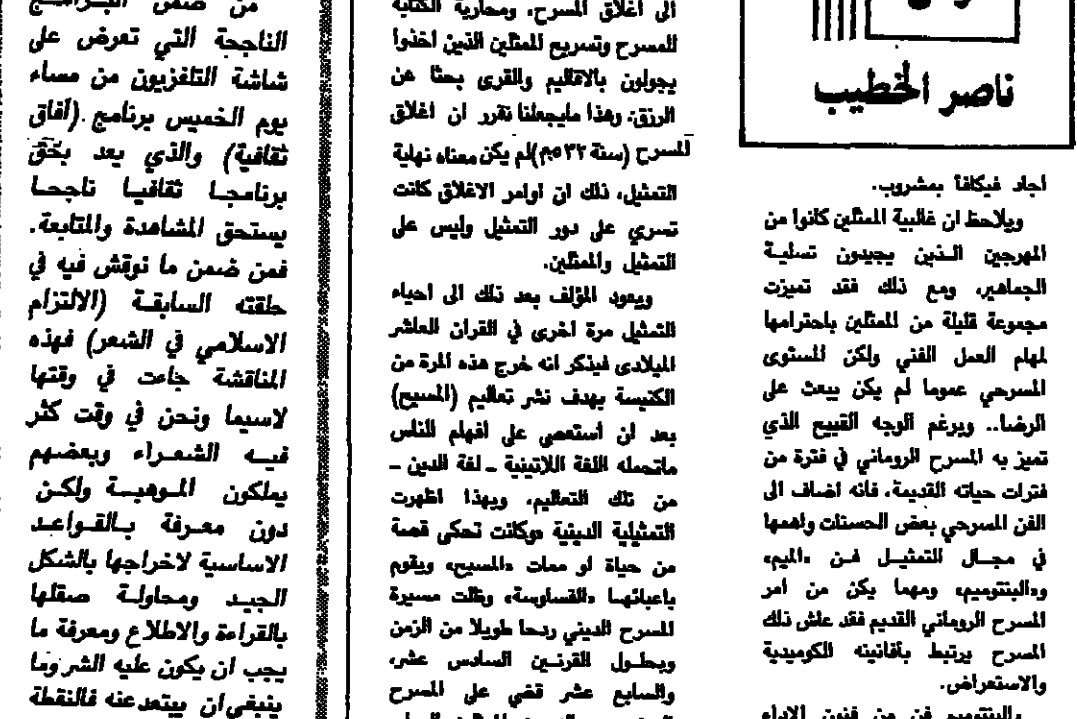 ناصر الخطيب
اجاد فيكافأ بمشروب.
ويلاحظ ان غالبية الممثلين كانوا من
المهرجين الذين يجيدون تسلية
الجماهير، ومع ذلك فقد تميزت
مجموعة قليلة من الممثلين باحترامها
لمهام العمل الفني ولكن المستوى
المسرحي عموما لم يكن يبعث على
الرضا.. وبرغم الوجه القبيح الذي
تميز به المسرح الروماني في فترة من
فترات حياته القديمة، فانه اضاف الى
الفن المسرحي بعض الحسنات واهمها
في مجال التمثيل فن «الميم»
و«البنتوميم» ومهما يكن من امر
المسرح الروماني القديم فقد عاش ذلك
المسرح يرتبط بأفانينه الكوميدية
والاستعراض.
والبنتوميم فن من فنون الاداء
الى اغلاق المسرح، ومحاربة الكتابة
للمسرح وتسريح الممثلين الذين اخذوا
يجولون بالاقاليم والقرى بحثا عن
الرزق. وهذا مايجعلنا نقرر ان اغلاق
المسرح (سنة ٥٣٢م) لم يكن معناه نهاية
التمثيل، ذلك ان اوامر الاغلاق كانت
تسري على دور التمثيل وليس على
التمثيل والممثلين.
ويعود المؤلف بعد ذلك الى احياء
التمثيل مرة اخرى في القران العاشر
الميلادى فيذكر انه خرج هذه المرة من
الكنيسة بهدف نشر تعاليم (المسيح)
بعد ان استعصى على افهام الناس
ماتحمله اللغة اللاتينية ـ لغة الدين ـ
من تلك التعاليم، وبهذا اظهرت
التمثيلية الدينية «وكانت تحكى قصة
من حياة او ممات «المسيح» ويقوم
باعبائها «القساوسة» وظلت مسيرة
المسرح الديني ردحا طويلا من الزمن
وبحلول القرنين السادس عشر،
والسابع عشر قضي على المسرح
من ضمن البرامج
الناجحة التي تعرض على
شاشة التلفزيون من مساء
يوم الخميس برنامج (آفاق
ثقافية) والذي يعد بحق
برنامجا ثقافيا ناجحا
يستحق المشاهدة والمتابعة.
فمن ضمن ما نوقش فيه في
حلقته السابقة (الالتزام
الاسلامي في الشعر) فهذه
المناقشة جاءت في وقتها
لاسيما ونحن في وقت كثر
فيه الشعراء وبعضهم
يملكون الموهبة ولكن
دون معرفة بالقواعد
الاساسية لاخراجها بالشكل
الجيد ومحاولة صقلها
بالقراءة والاطلاع ومعرفة ما
يجب ان يكون عليه الشر وما
ينبغي ان يبتعد عنه فالنقطة